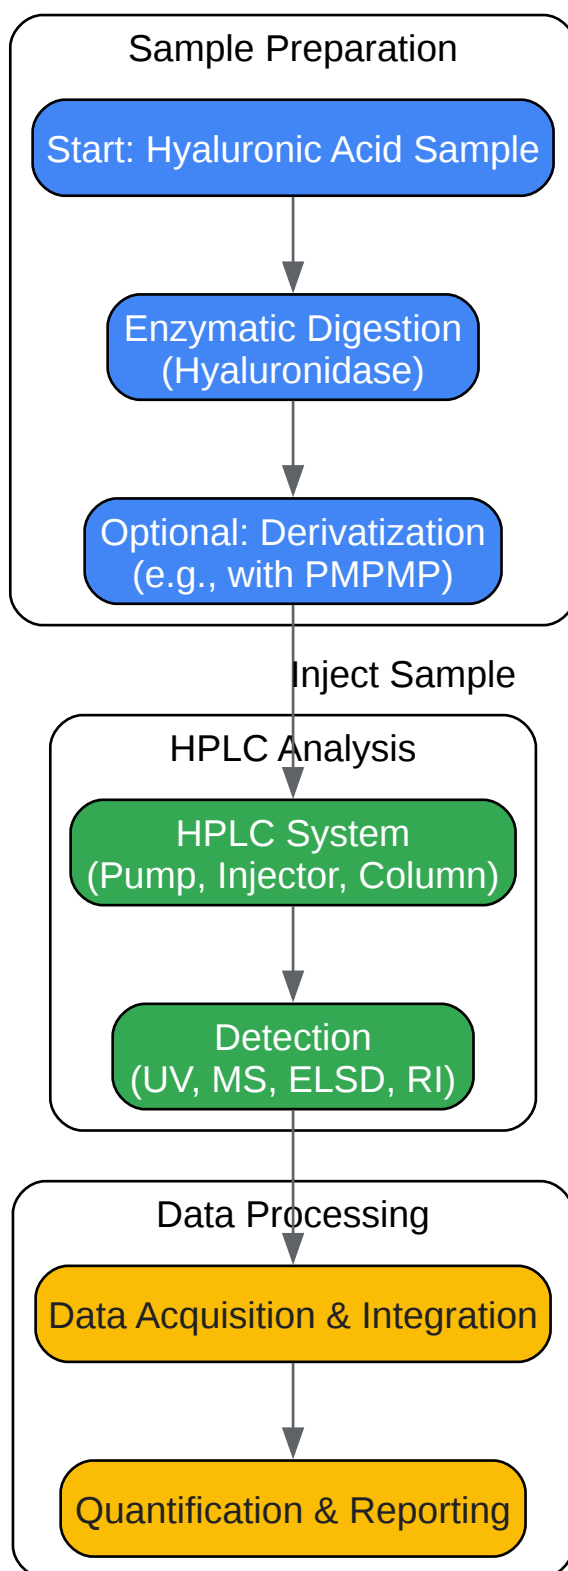 Sample Preparation
Start: Hyaluronic Acid Sample
Enzymatic Digestion
(Hyaluronidase)
Optional: Derivatization
(e.g., with PMPMP)
Inject Sample
HPLC Analysis
HPLC System
(Pump, Injector, Column)
Detection
(UV, MS, ELSD, RI)
Data Processing
Data Acquisition & Integration
Quantification & Reporting